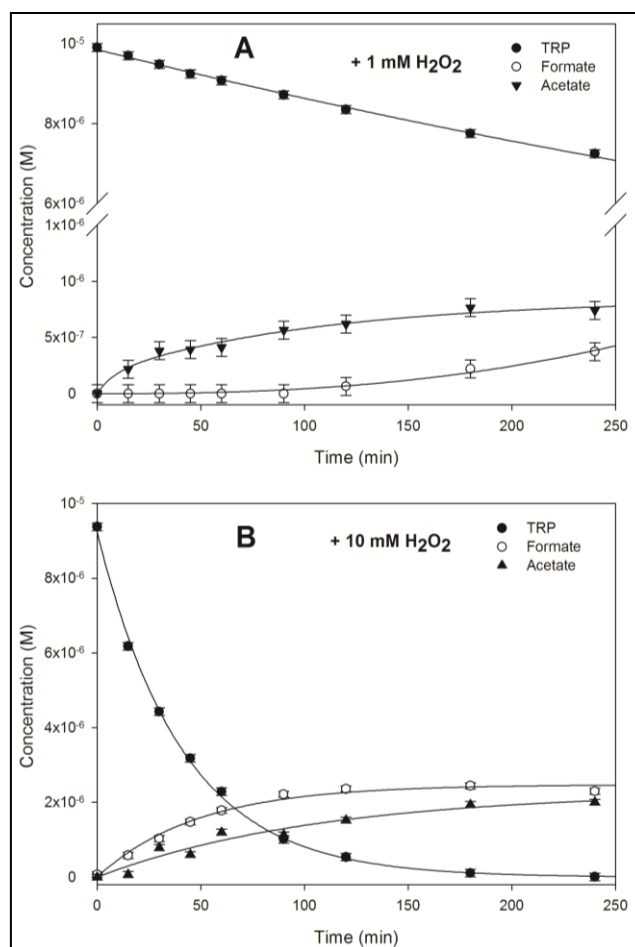 A
+ 1 mM H₂O₂
TRP
Formate
Acetate
Concentration (M)
10⁻⁵
8x10⁻⁶
6x10⁻⁶
1x10⁻⁶
10⁻⁶
5x10⁻⁷
0
0 50 100 150 200 250
Time (min)
B
+ 10 mM H₂O₂
TRP
Formate
Acetate
Concentration (M)
10⁻⁵
8x10⁻⁶
6x10⁻⁶
4x10⁻⁶
2x10⁻⁶
0
0 50 100 150 200 250
Time (min)